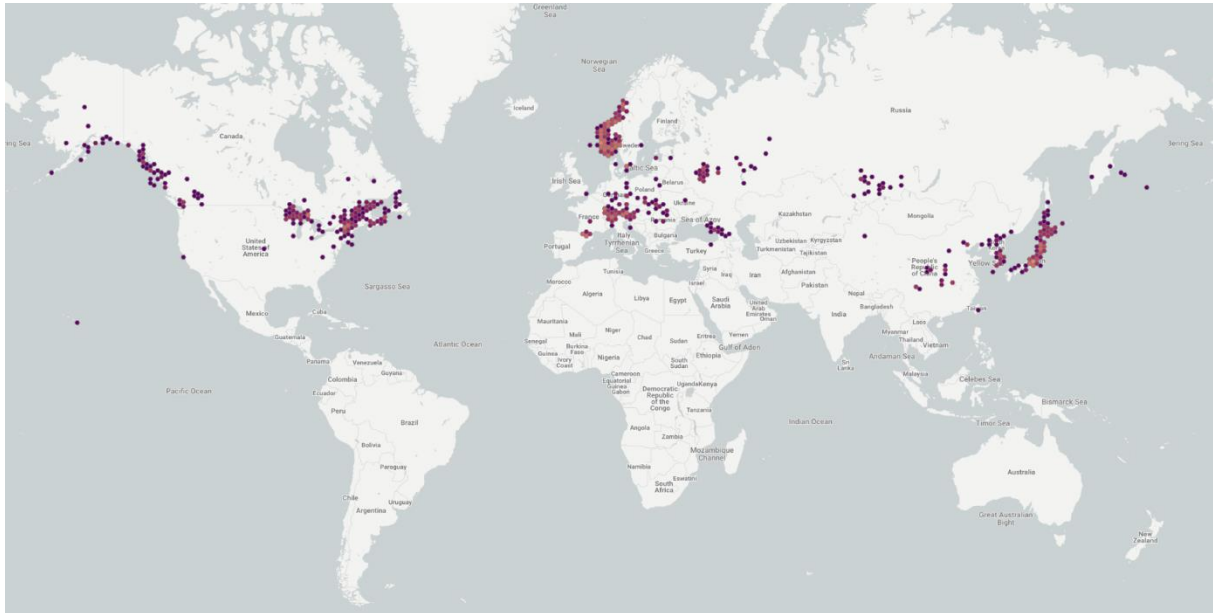 Greenland
Sea
Norwegian
Sea
Iceland
Finland
Russia
Canada
Irish Sea
Poland
Belarus
Ukraine
France
Sea of Azov
Kazakhstan
Mongolia
Italy
Bulgaria
Portugal
Tyrrhenian
Sea
Greece
Turkey
Uzbekistan
Kyrgyzstan
Turkmenistan
Tajikistan
United
States of
America
People's
Republic
of China
Tunisia
Syria
Iraq
Iran
Afghanistan
Morocco
Israel
Pakistan
Sargasso Sea
Algeria
Libya
Egypt
Saudi
Arabia
United
Arab
Emirates
Oman
Nepal
Bangladesh
India
Mexico
Cuba
Mauritania
Mali
Niger
Chad
Sudan
Eritrea
Yemen
Myanmar
Laos
Thailand
Vietnam
Guatemala
Senegal
Guinea
Burkina
Faso
Ivory
Coast
Nigeria
South
Sudan
Ethiopia
Gulf of Aden
Andaman Sea
Sri
Lanka
Malaysia
Celebes Sea
Atlantic Ocean
Panama
Venezuela
Guyana
Colombia
Cameroon
Equatorial
Guinea
Gabon
Uganda
Kenya
Democratic
Republic
of the
Congo
Pacific Ocean
Ecuador
Peru
Brazil
Tanzania
Indian Ocean
Bismarck Sea
Timor Sea
Angola
Zambia
Bolivia
Mozambique
Channel
Paraguay
Namibia
Eswatini
Australia
Chile
Uruguay
Argentina
South
Africa
Great Australian
Bight
New
Zealand